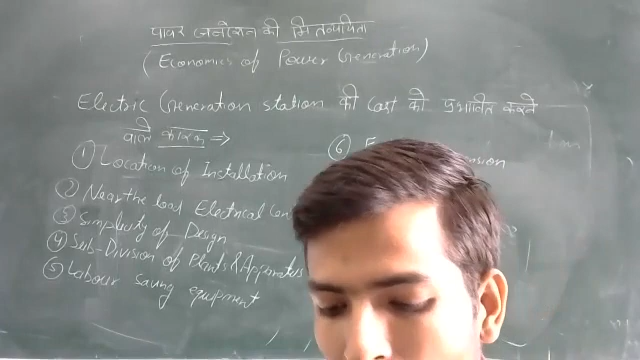 पावर जनरेशन की मितव्ययिता
(Economics of Power Generation)
Electric Generation station की cost को प्रभावित करने
वाले कारक ⇒
① Location of Installation
② Near the load Electrical Cen
③ Simplicity of Design
④ Sub-Division of Plants & Apparatus
⑤ Labour saving equipment
⑥